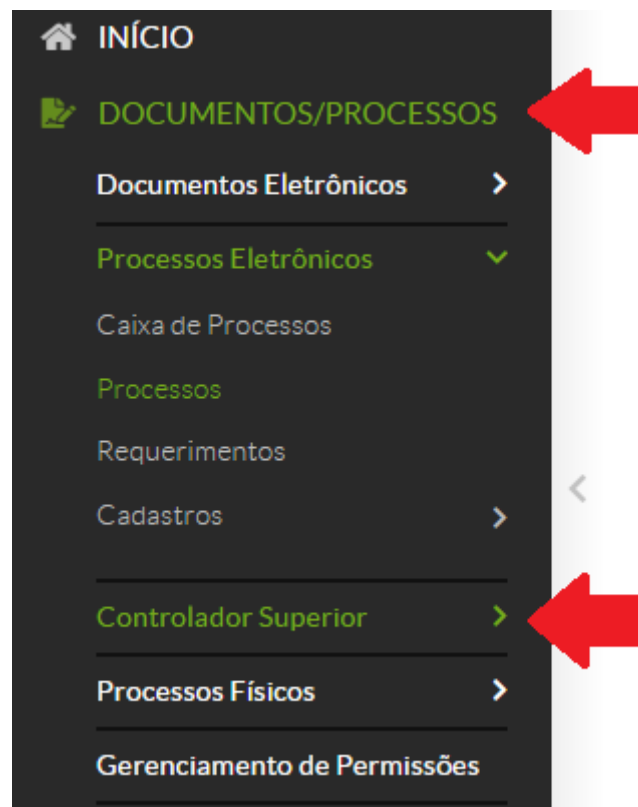 INÍCIO
DOCUMENTOS/PROCESSOS
Documentos Eletrônicos
Processos Eletrônicos
Caixa de Processos
Processos
Requerimentos
Cadastros
Controlador Superior
Processos Físicos
Gerenciamento de Permissões